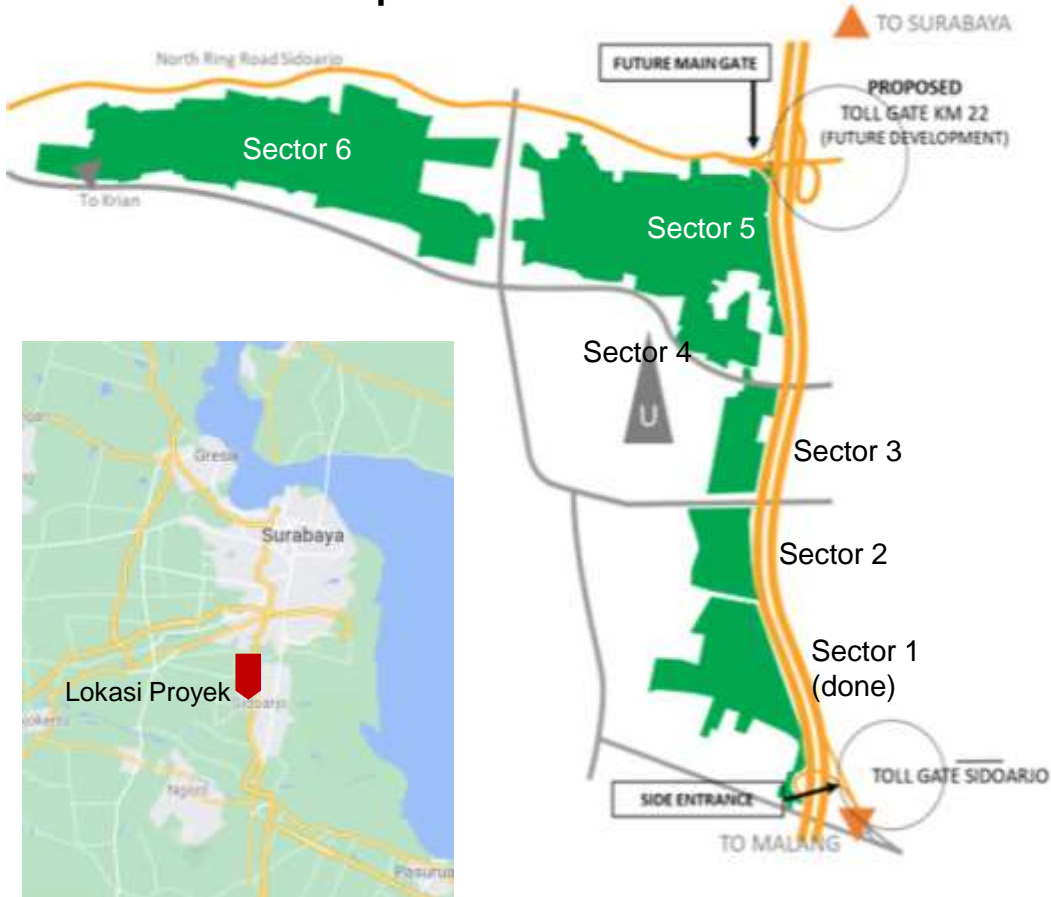 TO SURABAYA
North Ring Road Sidoarjo
FUTURE MAIN GATE
PROPOSED
TOLL GATE KM 22
(FUTURE DEVELOPMENT)
Sector 6
To Krian
Sector 5
Sector 4
U
Sector 3
Sector 2
Sector 1
(done)
Gresik
Surabaya
Lokasi Proyek
Sidoarjo
Ngoro
Pasurua
TOLL GATE SIDOARJO
SIDE ENTRANCE
TO MALANG